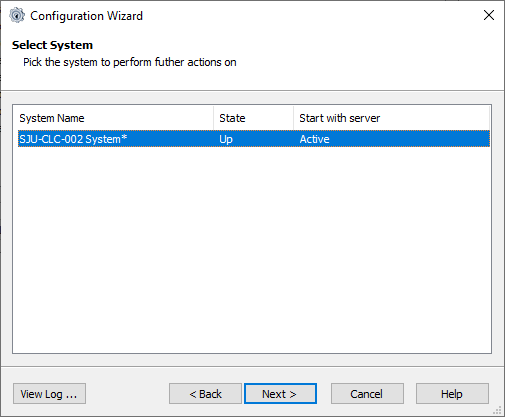 Configuration Wizard
Select System
Pick the system to perform futher actions on
System Name State Start with server
SJU-CLC-002 System* Up Active
View Log ... < Back Next > Cancel Help